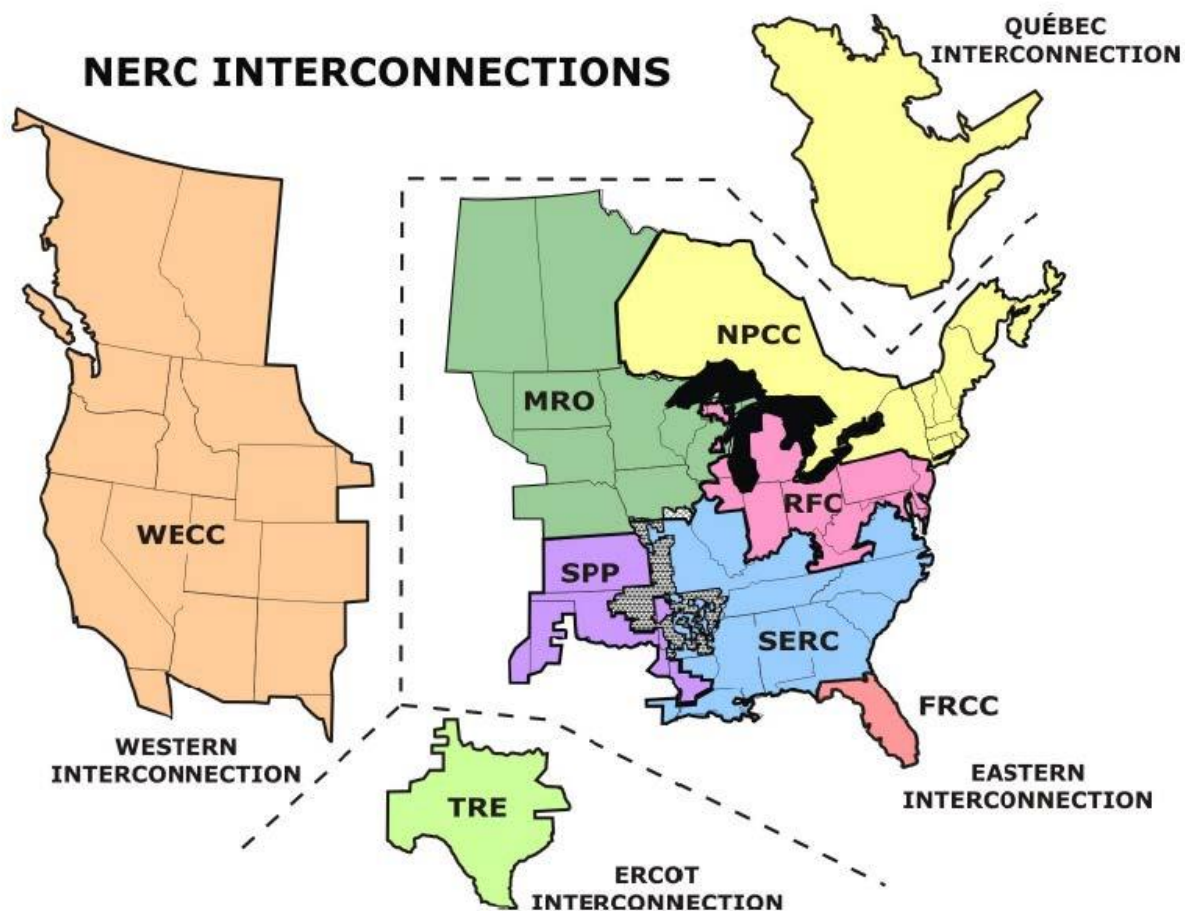 NERC INTERCONNECTIONS
QUÉBEC
INTERCONNECTION
NPCC
MRO
RFC
WECC
SPP
SERC
FRCC
WESTERN
INTERCONNECTION
EASTERN
INTERCONNECTION
TRE
ERCOT
INTERCONNECTION